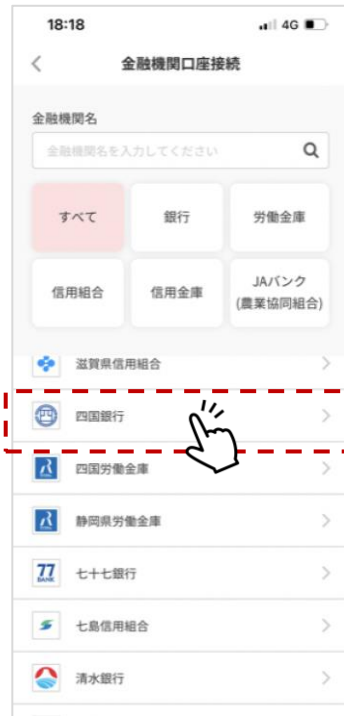 18:18 4G
金融機関口座接続
金融機関名
金融機関名を入力してください
すべて 銀行 労働金庫
信用組合 信用金庫 JAバンク
(農業協同組合)
滋賀県信用組合
四国銀行
四国労働金庫
静岡県労働金庫
77 BANK 七十七銀行
七島信用組合
清水銀行